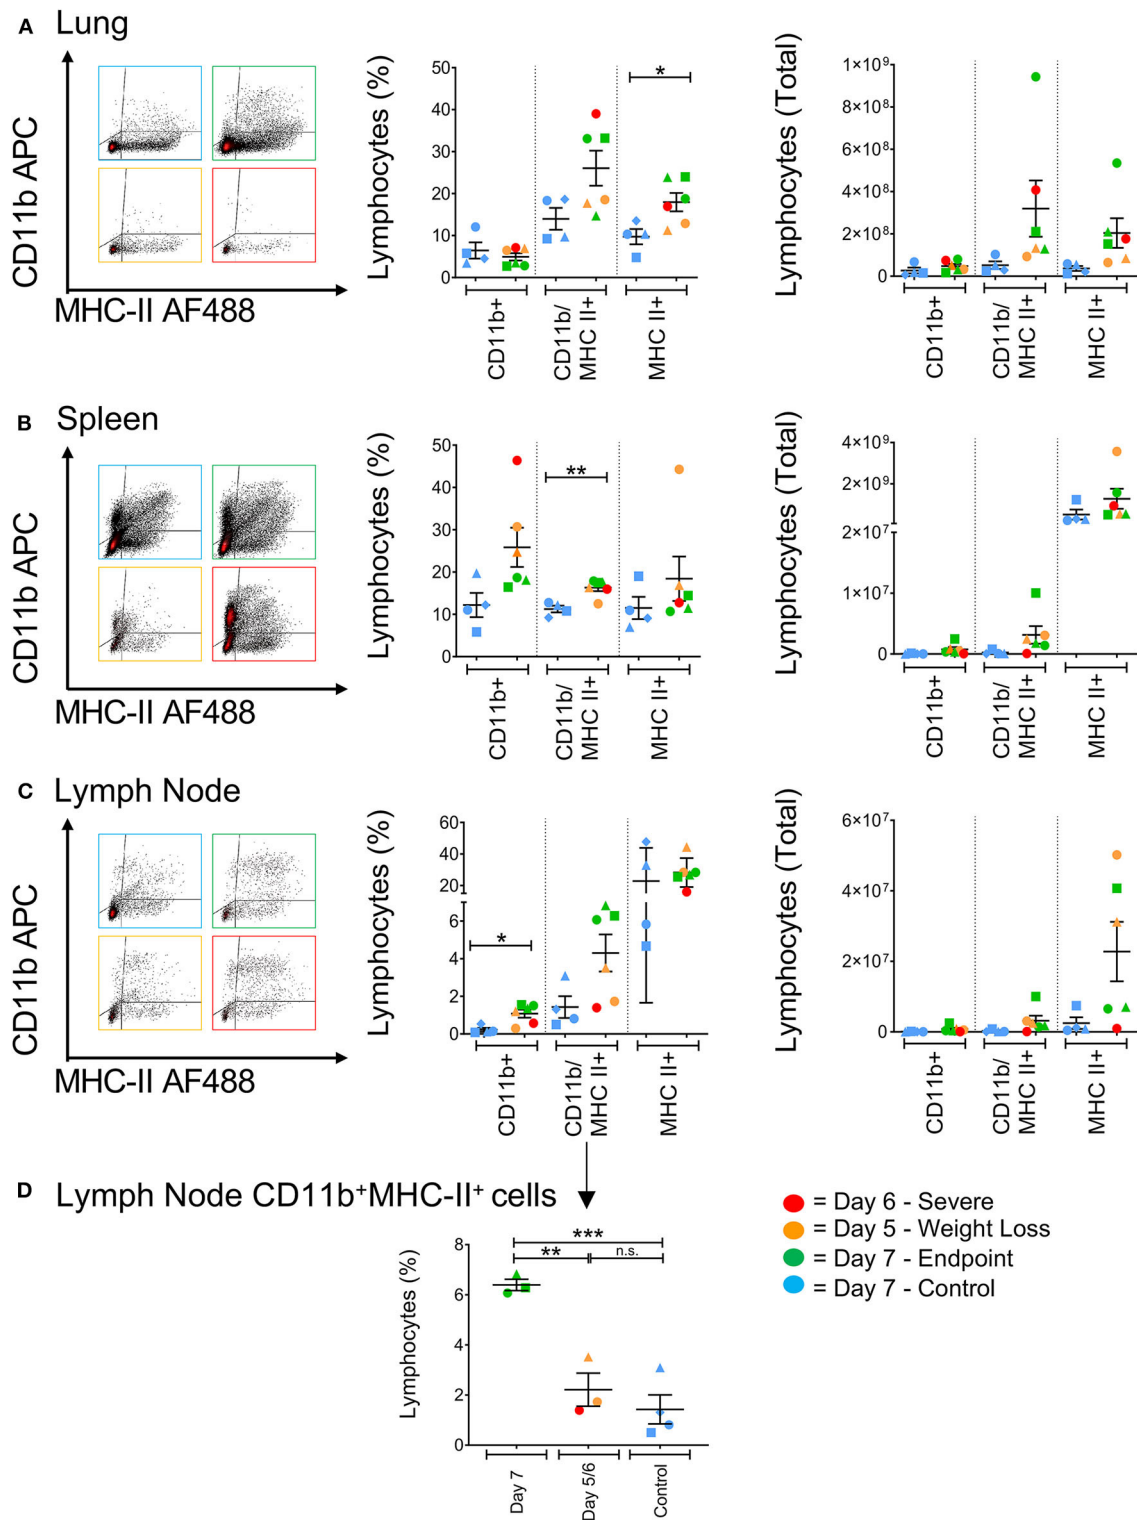 A Lung
CD11b APC
MHC-II AF488
Lymphocytes (%)
50
40
30
20
10
0
*
CD11b+
CD11b/
MHC II+
MHC II+
Lymphocytes (Total)
1×10⁹
8×10⁸
6×10⁸
4×10⁸
2×10⁸
0
CD11b+
CD11b/
MHC II+
MHC II+
B Spleen
CD11b APC
MHC-II AF488
Lymphocytes (%)
50
40
30
20
10
0
**
CD11b+
CD11b/
MHC II+
MHC II+
Lymphocytes (Total)
4×10⁹
2×10⁹
2×10⁷
1×10⁷
0
CD11b+
CD11b/
MHC II+
MHC II+
C Lymph Node
CD11b APC
MHC-II AF488
Lymphocytes (%)
60
40
20
6
4
2
0
*
CD11b+
CD11b/
MHC II+
MHC II+
Lymphocytes (Total)
6×10⁷
4×10⁷
2×10⁷
0
CD11b+
CD11b/
MHC II+
MHC II+
D Lymph Node CD11b⁺MHC-II⁺ cells
Lymphocytes (%)
8
6
4
2
0
***
** n.s.
Day 7
Day 5/6
Control
= Day 6 - Severe
= Day 5 - Weight Loss
= Day 7 - Endpoint
= Day 7 - Control